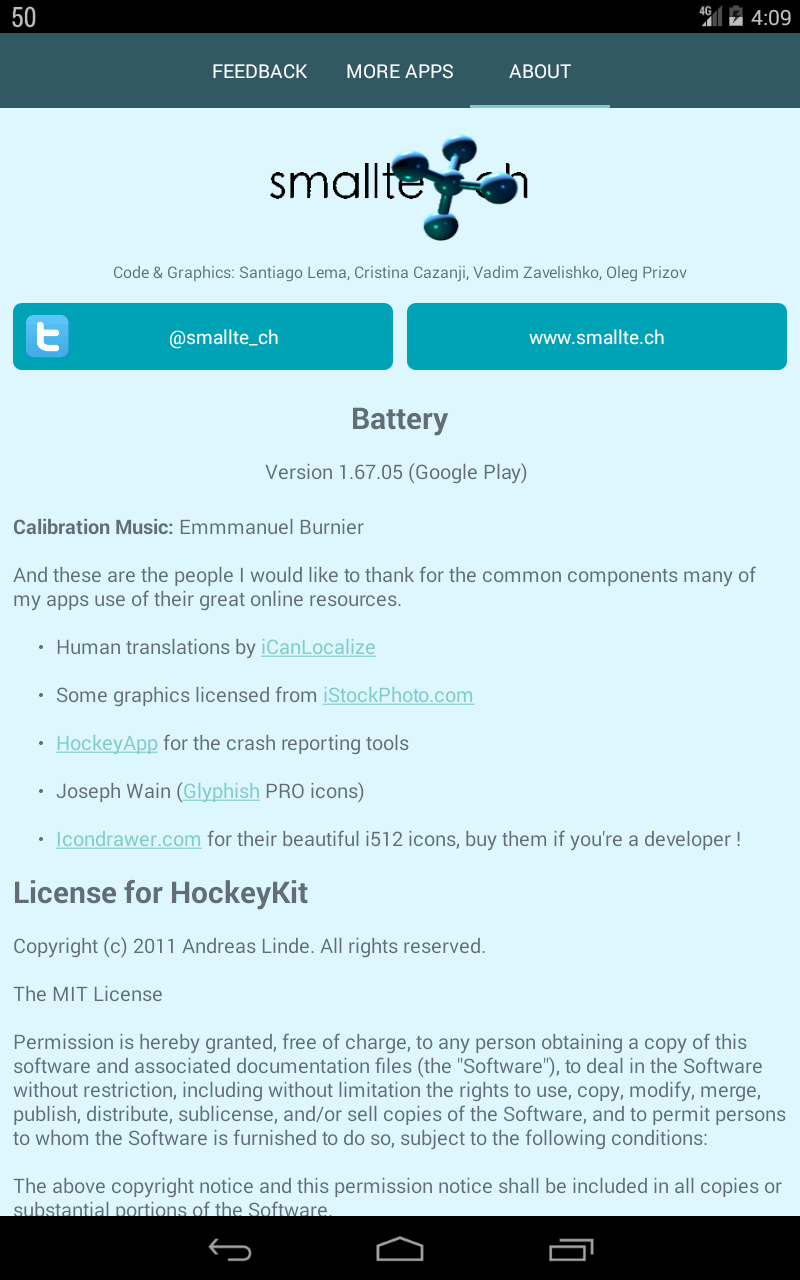 50
4G
4:09
FEEDBACK MORE APPS ABOUT
smallte ch
Code & Graphics: Santiago Lema, Cristina Cazanji, Vadim Zavelishko, Oleg Prizov
@smallte_ch
www.smallte.ch
Battery
Version 1.67.05 (Google Play)
Calibration Music: Emmmanuel Burnier
And these are the people I would like to thank for the common components many of
my apps use of their great online resources.
• Human translations by iCanLocalize
• Some graphics licensed from iStockPhoto.com
• HockeyApp for the crash reporting tools
• Joseph Wain (Glyphish PRO icons)
• Icondrawer.com for their beautiful i512 icons, buy them if you're a developer !
License for HockeyKit
Copyright (c) 2011 Andreas Linde. All rights reserved.
The MIT License
Permission is hereby granted, free of charge, to any person obtaining a copy of this
software and associated documentation files (the "Software"), to deal in the Software
without restriction, including without limitation the rights to use, copy, modify, merge,
publish, distribute, sublicense, and/or sell copies of the Software, and to permit persons
to whom the Software is furnished to do so, subject to the following conditions:
The above copyright notice and this permission notice shall be included in all copies or
substantial portions of the Software.